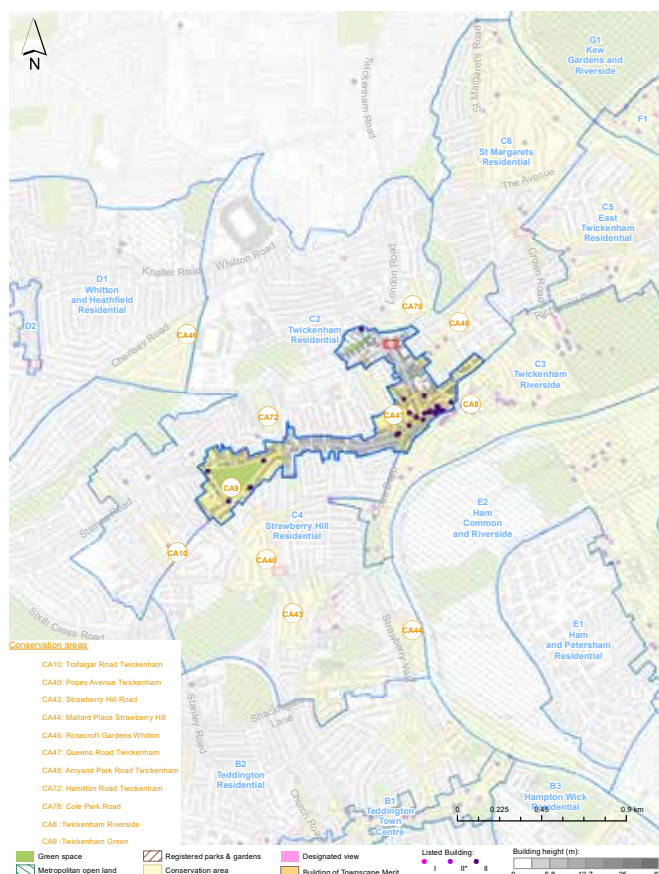 N
G1
Kew
Gardens and
Riverside
F1
St Margarets Road
Twickenham Road
C6
St Margarets
Residential
The Avenue
C5
East
Twickenham
Residential
Crown Road
Richmond Road
D1
Whitton
and Heathfield
Residential
Kneller Road
Whitton Road
London Road
D2
Chertsey Road
CA46
C2
Twickenham
Residential
CA78
CA48
C3
Twickenham
Riverside
CA8
CA47
CA72
CA9
Staines Road
Cross Deep
C4
Strawberry Hill
Residential
E2
Ham
Common
and Riverside
CA10
CA40
CA43
CA44
Sixth Cross Road
Strawberry Vale
E1
Ham
and Petersham
Residential
Stanley Road
Shacklegate
Lane
B2
Teddington
Residential
Church Road
B1
Teddington
Town
Centre
B3
Hampton Wick
Residential
0 0.225 0.45 0.9 km
Conservation areas
CA10: Trafalgar Road Twickenham
CA40: Popes Avenue Twickenham
CA43: Strawberry Hill Road
CA44: Mallard Place Strawberry Hill
CA46: Rosecroft Gardens Whitton
CA47: Queens Road Twickenham
CA48: Amyand Park Road Twickenham
CA72: Hamilton Road Twickenham
CA78: Cole Park Road
CA8 :Twickenham Riverside
CA9 :Twickenham Green
Green space
Metropolitan open land
Registered parks & gardens
Conservation area
Designated view
Building of Townscape Merit
Listed Building:
I II* II
Building height (m):